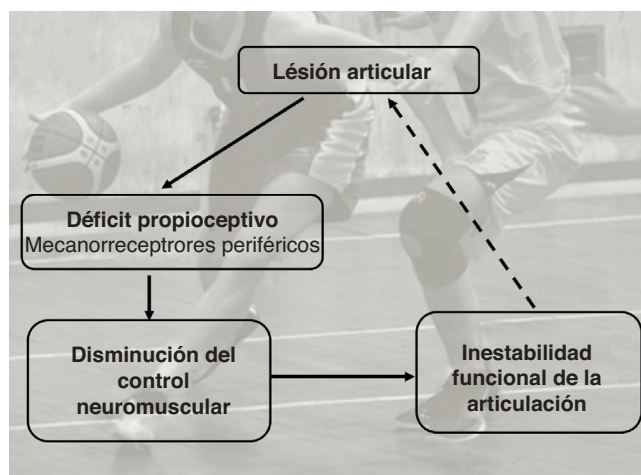 Lésión articular
Déficit propioceptivo
Mecanorreceptrores periféricos
Disminución del
control
neuromuscular
Inestabilidad
funcional de la
articulación